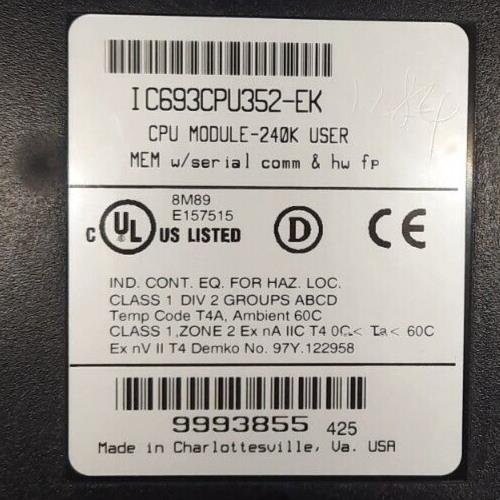 IC693CPU352-EK
CPU MODULE-240K USER
MEM w/serial comm & hw fp
8M89
E157515
C UL US LISTED
D
CE
IND. CONT. EQ. FOR HAZ. LOC.
CLASS 1 DIV 2 GROUPS ABCD
Temp Code T4A, Ambient 60C
CLASS 1,ZONE 2 Ex nA IIC T4 0C< Ta< 60C
Ex nV II T4 Demko No. 97Y.122958
9993855 425
Made in Charlottesville, Va. USA